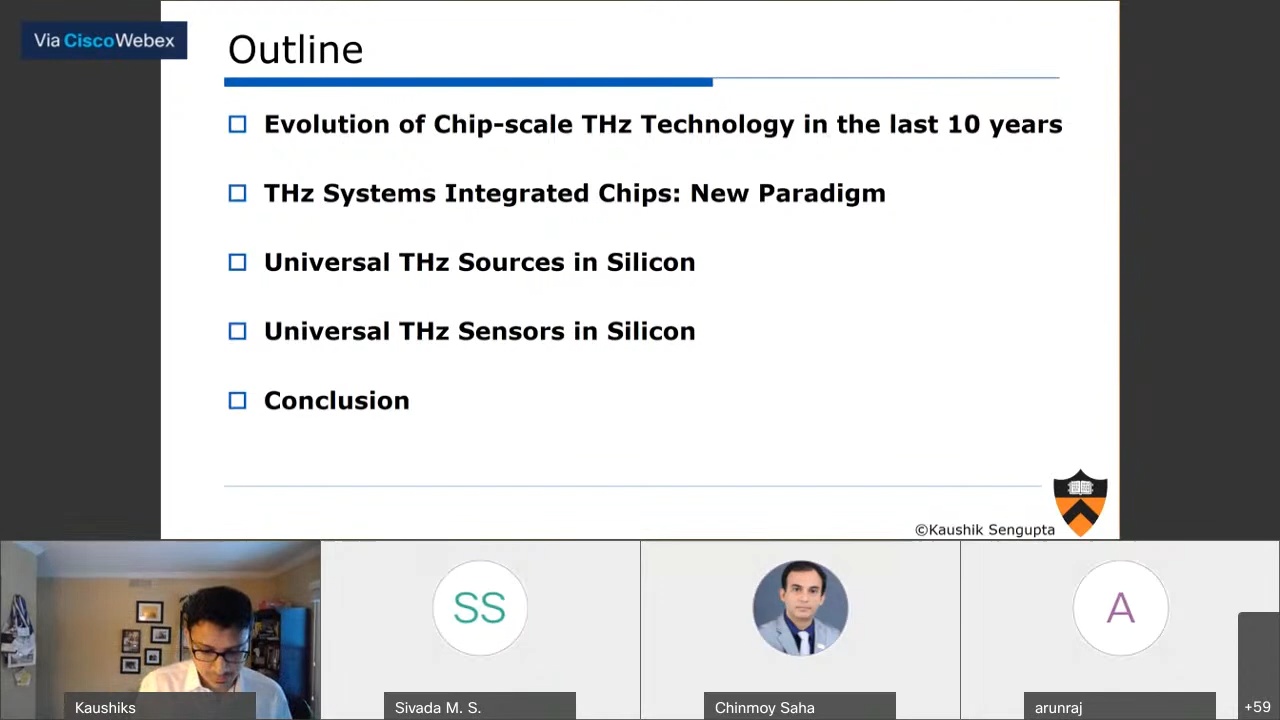 Via Cisco Webex
Outline
Evolution of Chip-scale THz Technology in the last 10 years
THz Systems Integrated Chips: New Paradigm
Universal THz Sources in Silicon
Universal THz Sensors in Silicon
Conclusion
©Kaushik Sengupta
SS
A
Kaushiks
Sivada M. S.
Chinmoy Saha
arunraj
+59